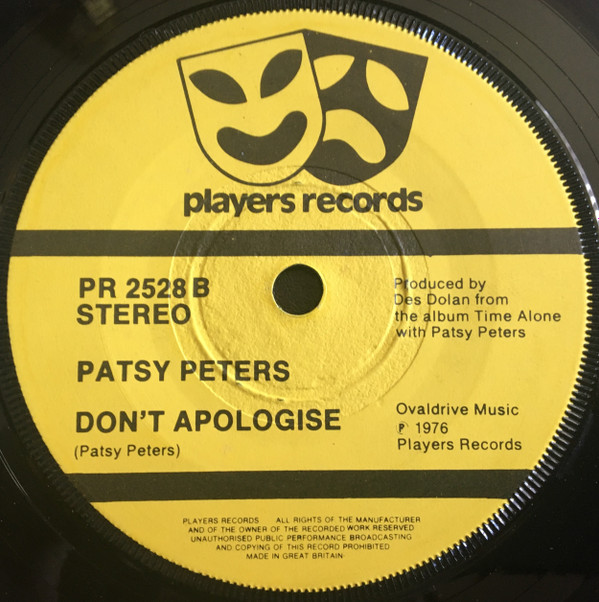 players records
PR 2528 B
STEREO
Produced by
Des Dolan from
the album Time Alone
with Patsy Peters
PATSY PETERS
DON'T APOLOGISE
(Patsy Peters)
Ovaldrive Music
℗ 1976
Players Records
PLAYERS RECORDS ALL RIGHTS OF THE MANUFACTURER
AND OF THE OWNER OF THE RECORDED WORK RESERVED
UNAUTHORISED PUBLIC PERFORMANCE BROADCASTING
AND COPYING OF THIS RECORD PROHIBITED
MADE IN GREAT BRITAIN